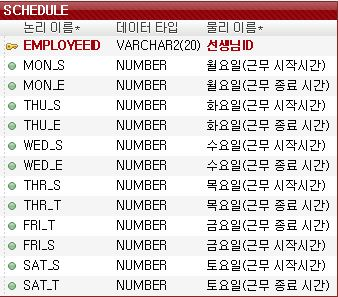 SCHEDULE
논리 이름* 데이터 타입 물리 이름*
EMPLOYEEID VARCHAR2(20) 선생님ID
MON_S NUMBER 월요일(근무 시작시간)
MON_E NUMBER 월요일(근무 종료 시간)
THU_S NUMBER 화요일(근무 시작시간)
THU_E NUMBER 화요일(근무 종료 시간)
WED_S NUMBER 수요일(근무 시작시간)
WED_E NUMBER 수요일(근무 종료 시간)
THR_S NUMBER 목요일(근무 시작시간)
THR_T NUMBER 목요일(근무 종료 시간)
FRI_T NUMBER 금요일(근무 종료 시간)
FRI_S NUMBER 금요일(근무 시작시간)
SAT_S NUMBER 토요일(근무 시작시간)
SAT_T NUMBER 토요일(근무 종료 시간)